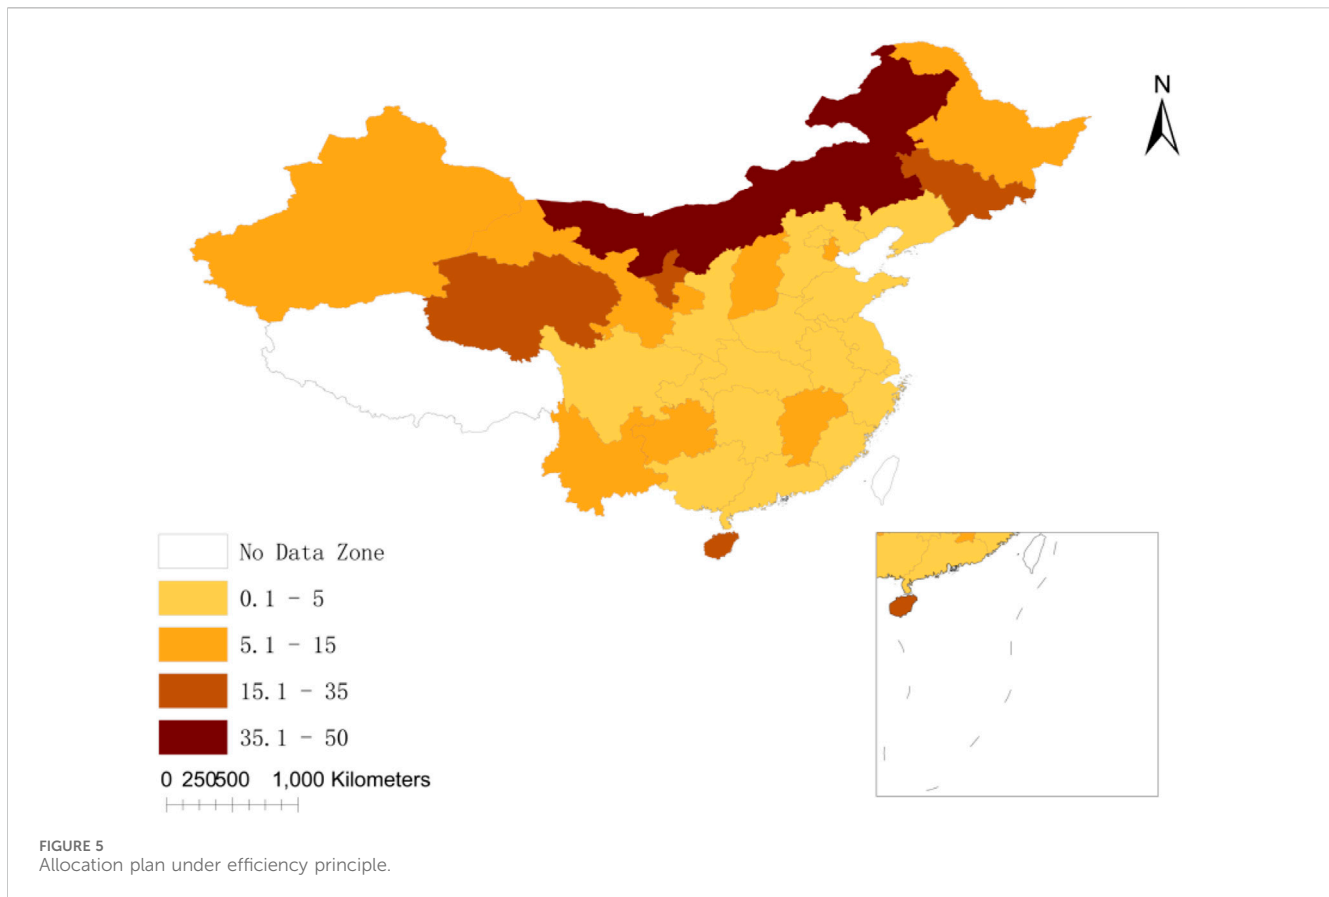 N
No Data Zone
0.1 - 5
5.1 - 15
15.1 - 35
35.1 - 50
0 250500 1,000 Kilometers
FIGURE 5
Allocation plan under efficiency principle.